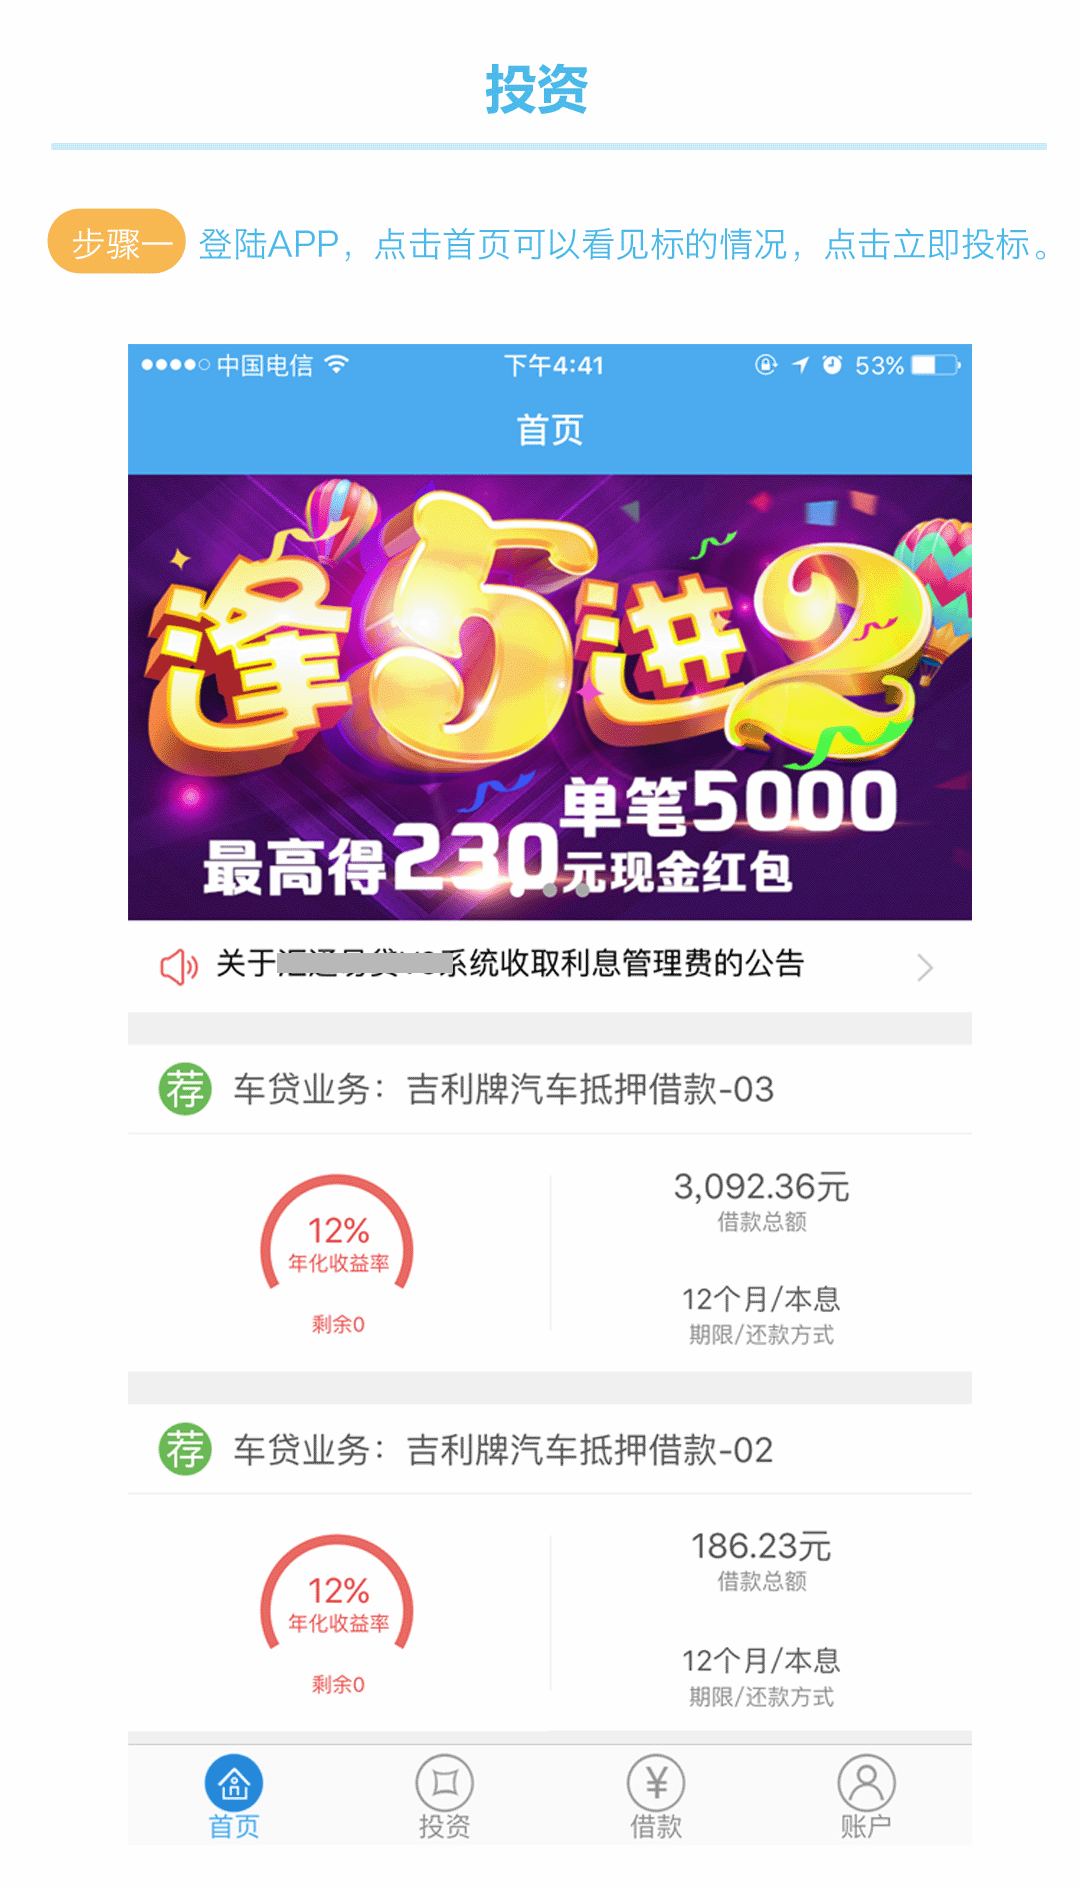 投资
步骤一 登陆APP，点击首页可以看见标的情况，点击立即投标。
中国电信 下午4:41 53%
首页
逢5进2
单笔5000
最高得230元现金红包
关于 系统收取利息管理费的公告
荐 车贷业务：吉利牌汽车抵押借款-03
12%
年化收益率
剩余0
3,092.36元
借款总额
12个月/本息
期限/还款方式
荐 车贷业务：吉利牌汽车抵押借款-02
12%
年化收益率
剩余0
186.23元
借款总额
12个月/本息
期限/还款方式
首页 投资 借款 账户